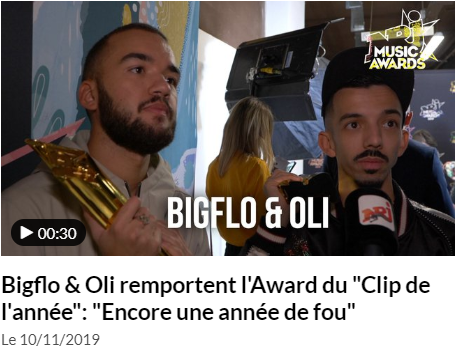 NRJ
MUSIC
AWARDS
BIGFLO & OLI
NRJ
00:30
Bigflo & Oli remportent l'Award du "Clip de
l'année": "Encore une année de fou"
Le 10/11/2019